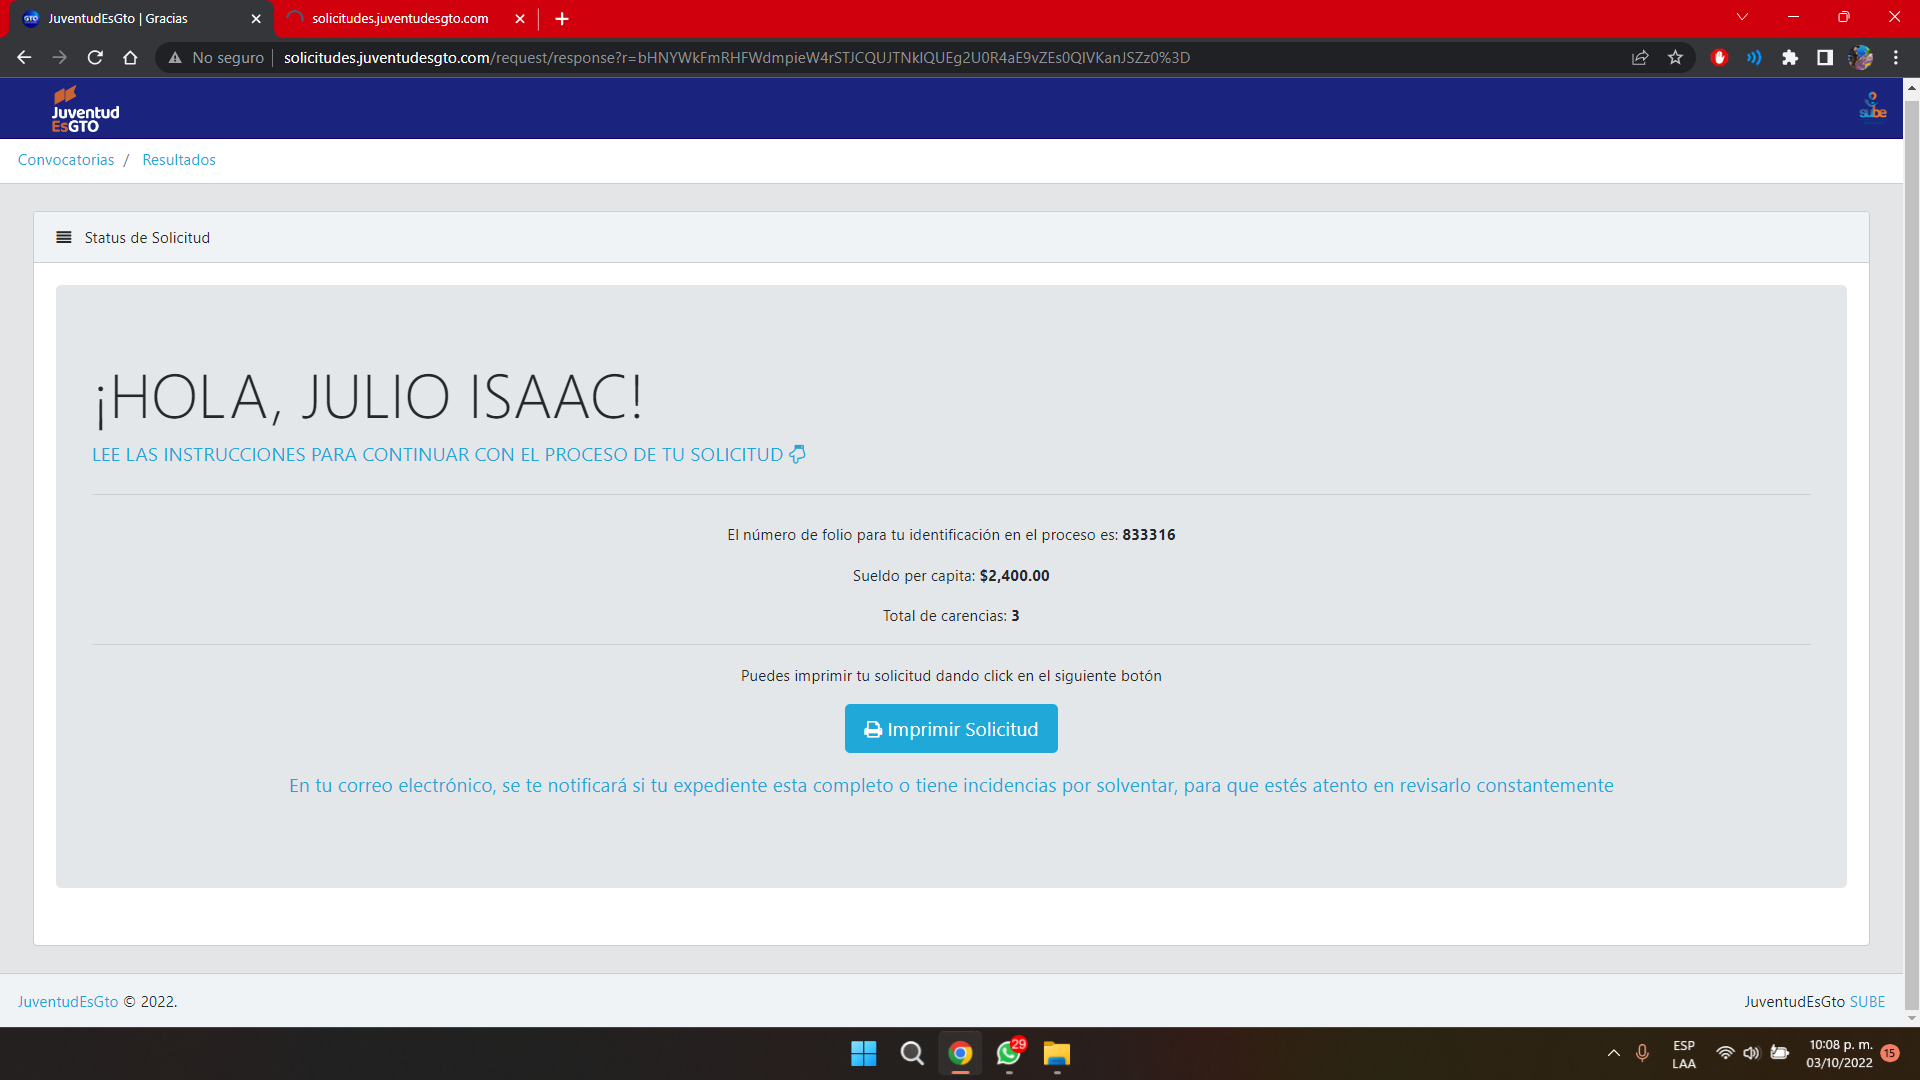 JuventudEsGto | Gracias
solicitudes.juventudesgto.com
No seguro
solicitudes.juventudesgto.com/request/response?r=bHNYWkFmRHFWdmpieW4rSTJCQUJTNklQUEg2U0R4aE9vZEs0QlVKanJSZz0%3D
Juventud
EsGTO
sube
Convocatorias / Resultados
Status de Solicitud
¡HOLA, JULIO ISAAC!
LEE LAS INSTRUCCIONES PARA CONTINUAR CON EL PROCESO DE TU SOLICITUD
El número de folio para tu identificación en el proceso es: 833316
Sueldo per capita: $2,400.00
Total de carencias: 3
Puedes imprimir tu solicitud dando click en el siguiente botón
Imprimir Solicitud
En tu correo electrónico, se te notificará si tu expediente esta completo o tiene incidencias por solventar, para que estés atento en revisarlo constantemente
JuventudEsGto © 2022.
JuventudEsGto SUBE
29
ESP
LAA
10:08 p. m.
03/10/2022
15